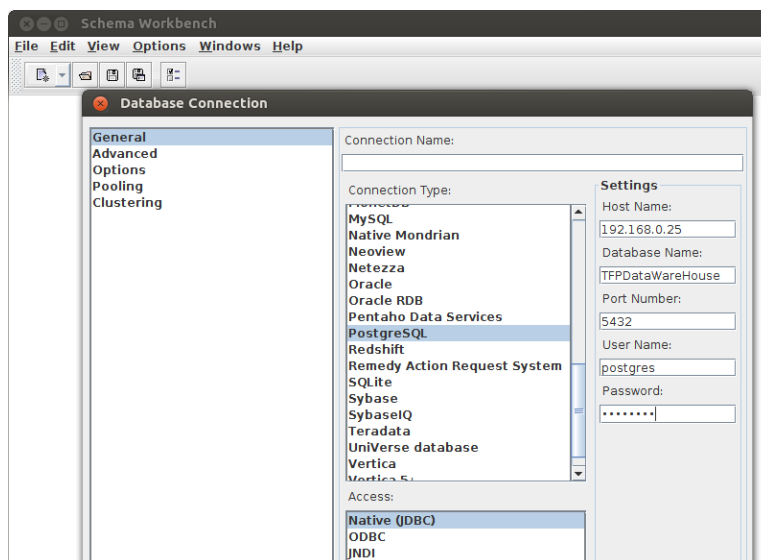 Schema Workbench
File Edit View Options Windows Help
Database Connection
General
Advanced
Options
Pooling
Clustering
Connection Name:
Connection Type:
MonetDB
MySQL
Native Mondrian
Neoview
Netezza
Oracle
Oracle RDB
Pentaho Data Services
PostgreSQL
Redshift
Remedy Action Request System
SQLite
Sybase
SybaseIQ
Teradata
UniVerse database
Vertica
Vertica 5+
Access:
Native (JDBC)
ODBC
JNDI
Settings
Host Name:
192.168.0.25
Database Name:
TFPDataWareHouse
Port Number:
5432
User Name:
postgres
Password:
••••••••